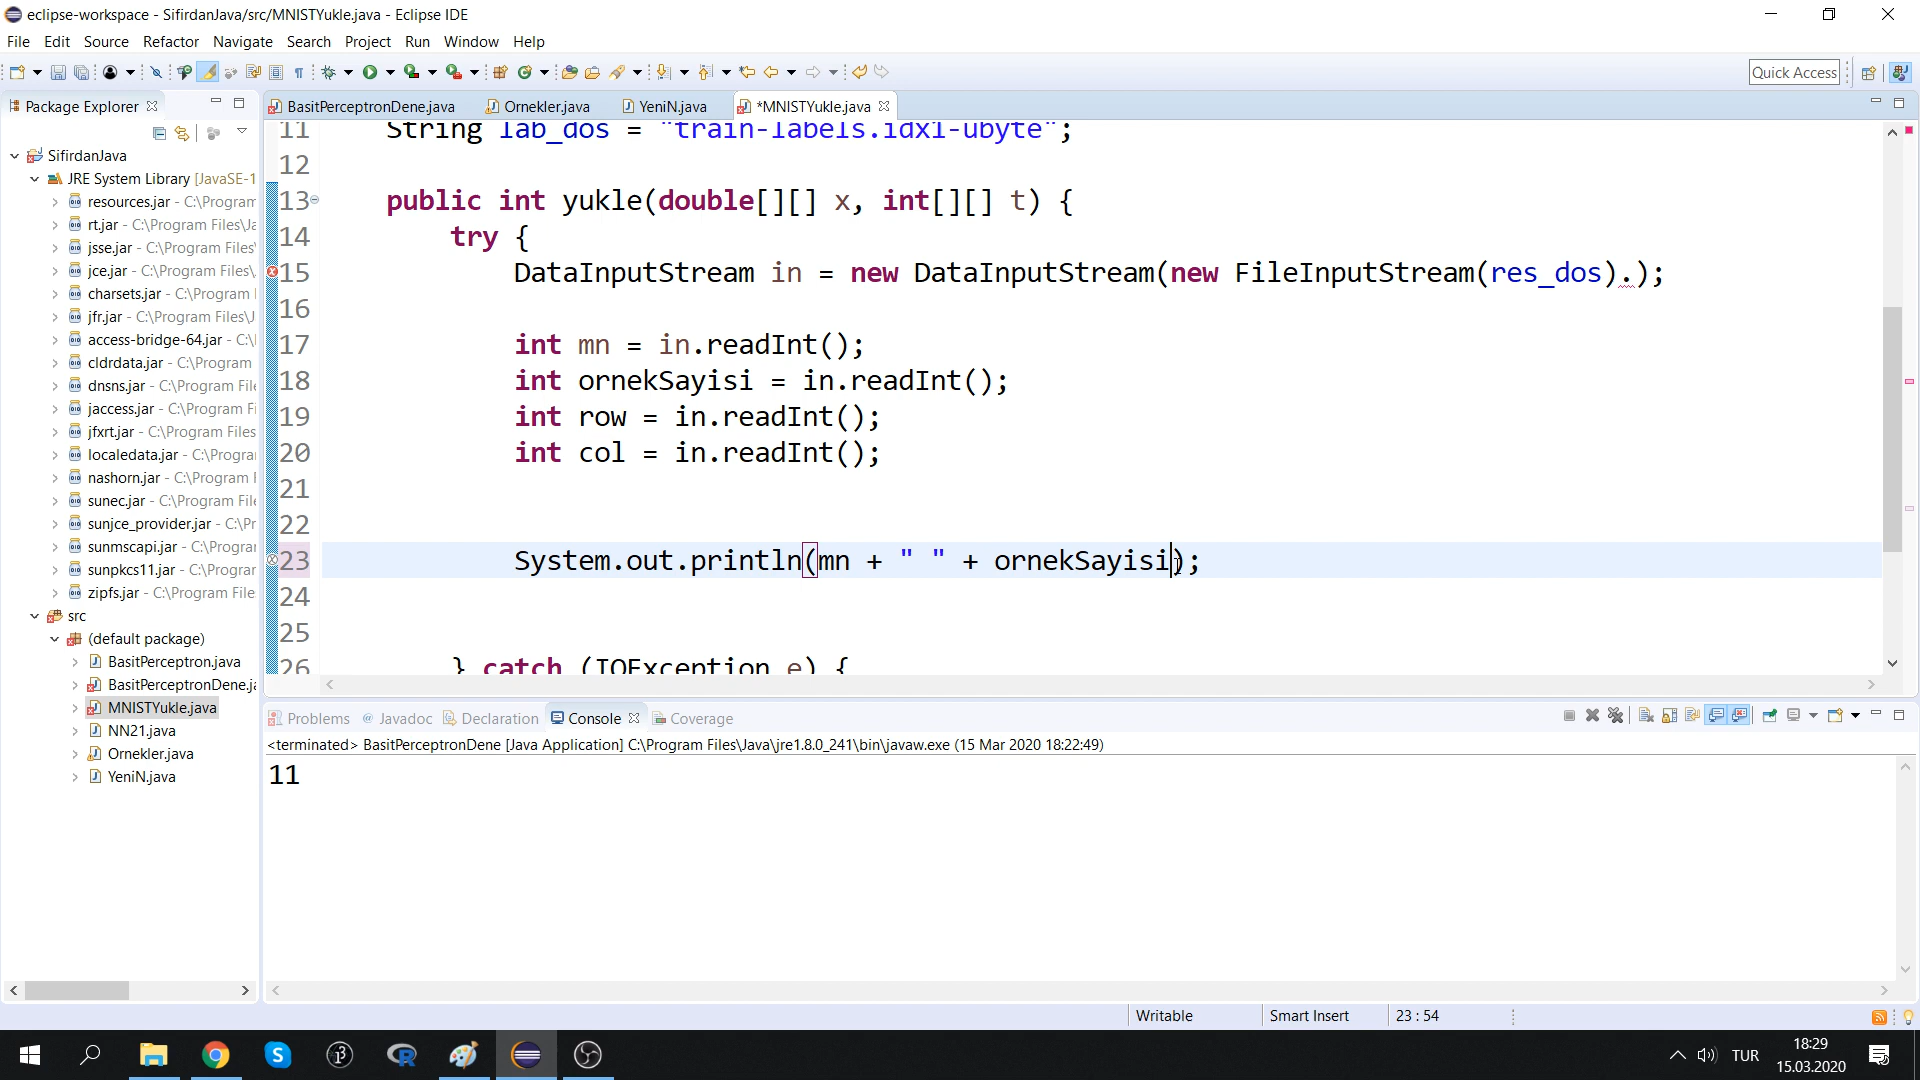 eclipse-workspace - SifirdanJava/src/MNISTYukle.java - Eclipse IDE
File Edit Source Refactor Navigate Search Project Run Window Help
Quick Access
Package Explorer
BasitPerceptronDene.java Ornekler.java YeniN.java *MNISTYukle.java
SifirdanJava
JRE System Library [JavaSE-1
resources.jar - C:\Program
rt.jar - C:\Program Files\Ja
jsse.jar - C:\Program Files\
jce.jar - C:\Program Files\
charsets.jar - C:\Program
jfr.jar - C:\Program Files\J
access-bridge-64.jar - C:\
cldrdata.jar - C:\Program
dnsns.jar - C:\Program File
jaccess.jar - C:\Program Fi
jfxrt.jar - C:\Program Files
localedata.jar - C:\Progra
nashorn.jar - C:\Program
sunec.jar - C:\Program File
sunjce_provider.jar - C:\Pr
sunmscapi.jar - C:\Program
sunpkcs11.jar - C:\Program
zipfs.jar - C:\Program File
src
(default package)
BasitPerceptron.java
BasitPerceptronDene.ja
MNISTYukle.java
NN21.java
Ornekler.java
YeniN.java
11 String lab_dos = "train-labels.idx1-ubyte";
12
13 public int yukle(double[][] x, int[][] t) {
14 try {
15 DataInputStream in = new DataInputStream(new FileInputStream(res_dos).);
16
17 int mn = in.readInt();
18 int ornekSayisi = in.readInt();
19 int row = in.readInt();
20 int col = in.readInt();
21
22
23 System.out.println(mn + " " + ornekSayisi);
24
25
26 } catch (IOException e) {
Problems @ Javadoc Declaration Console Coverage
<terminated> BasitPerceptronDene [Java Application] C:\Program Files\Java\jre1.8.0_241\bin\javaw.exe (15 Mar 2020 18:22:49)
11
Writable Smart Insert 23 : 54
TUR
18:29
15.03.2020